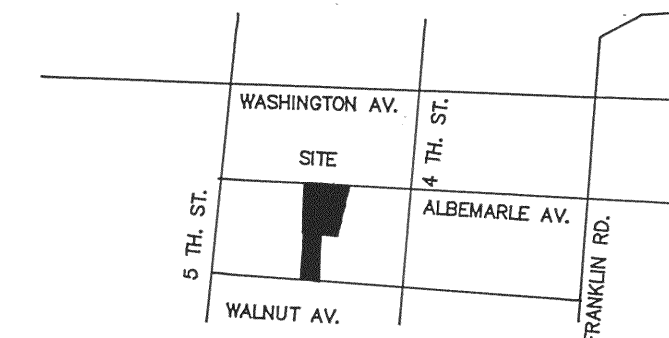 WASHINGTON AV.
4 TH. ST.
SITE
ALBEMARLE AV.
5 TH. ST.
FRANKLIN RD.
WALNUT AV.